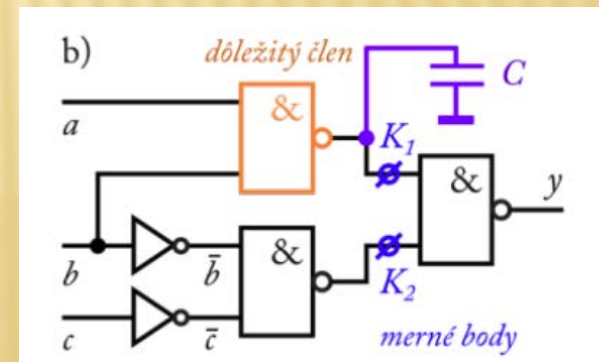 b) dôležitý člen
C
a & K₁
& y
b b̄ &
K₂
c c̄ merné body